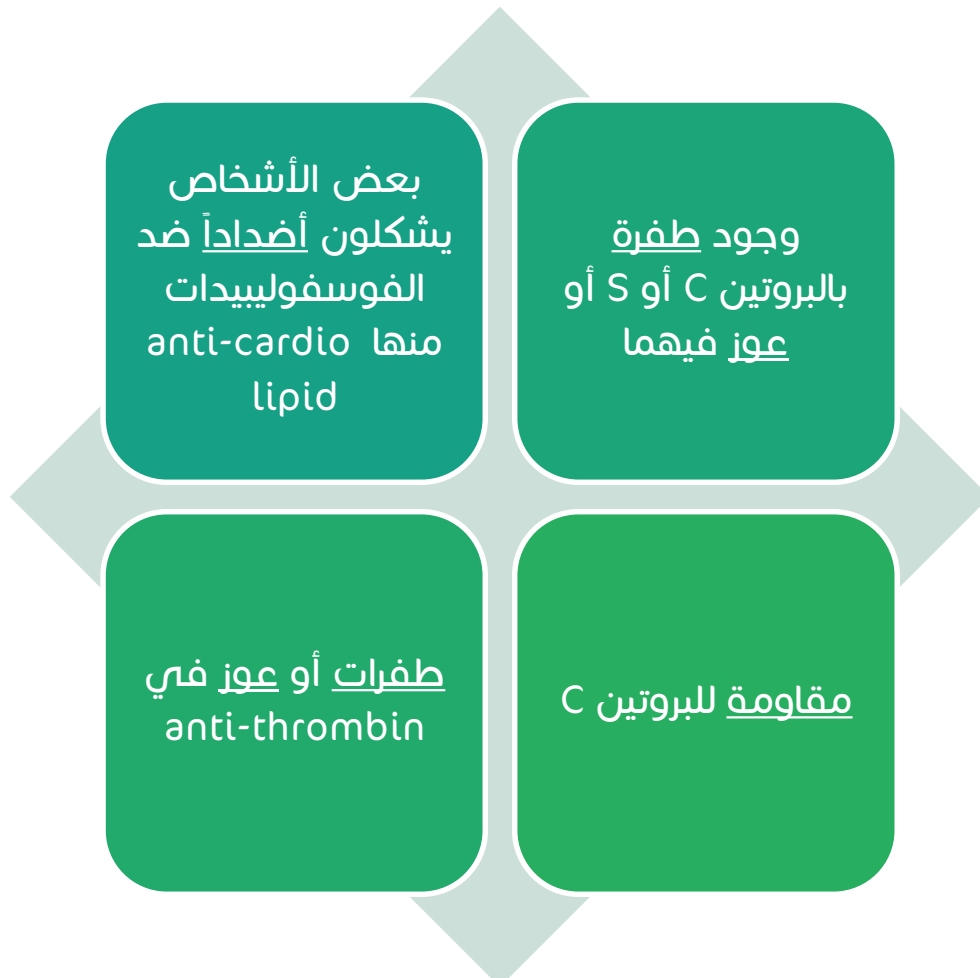 وجود طفرة
بالبروتين C أو S أو
عوز فيهما
بعض الأشخاص
يشكلون أضداداً ضد
الفوسفوليبيدات
منها anti-cardio
lipid
مقاومة للبروتين C
طفرات أو عوز في
anti-thrombin